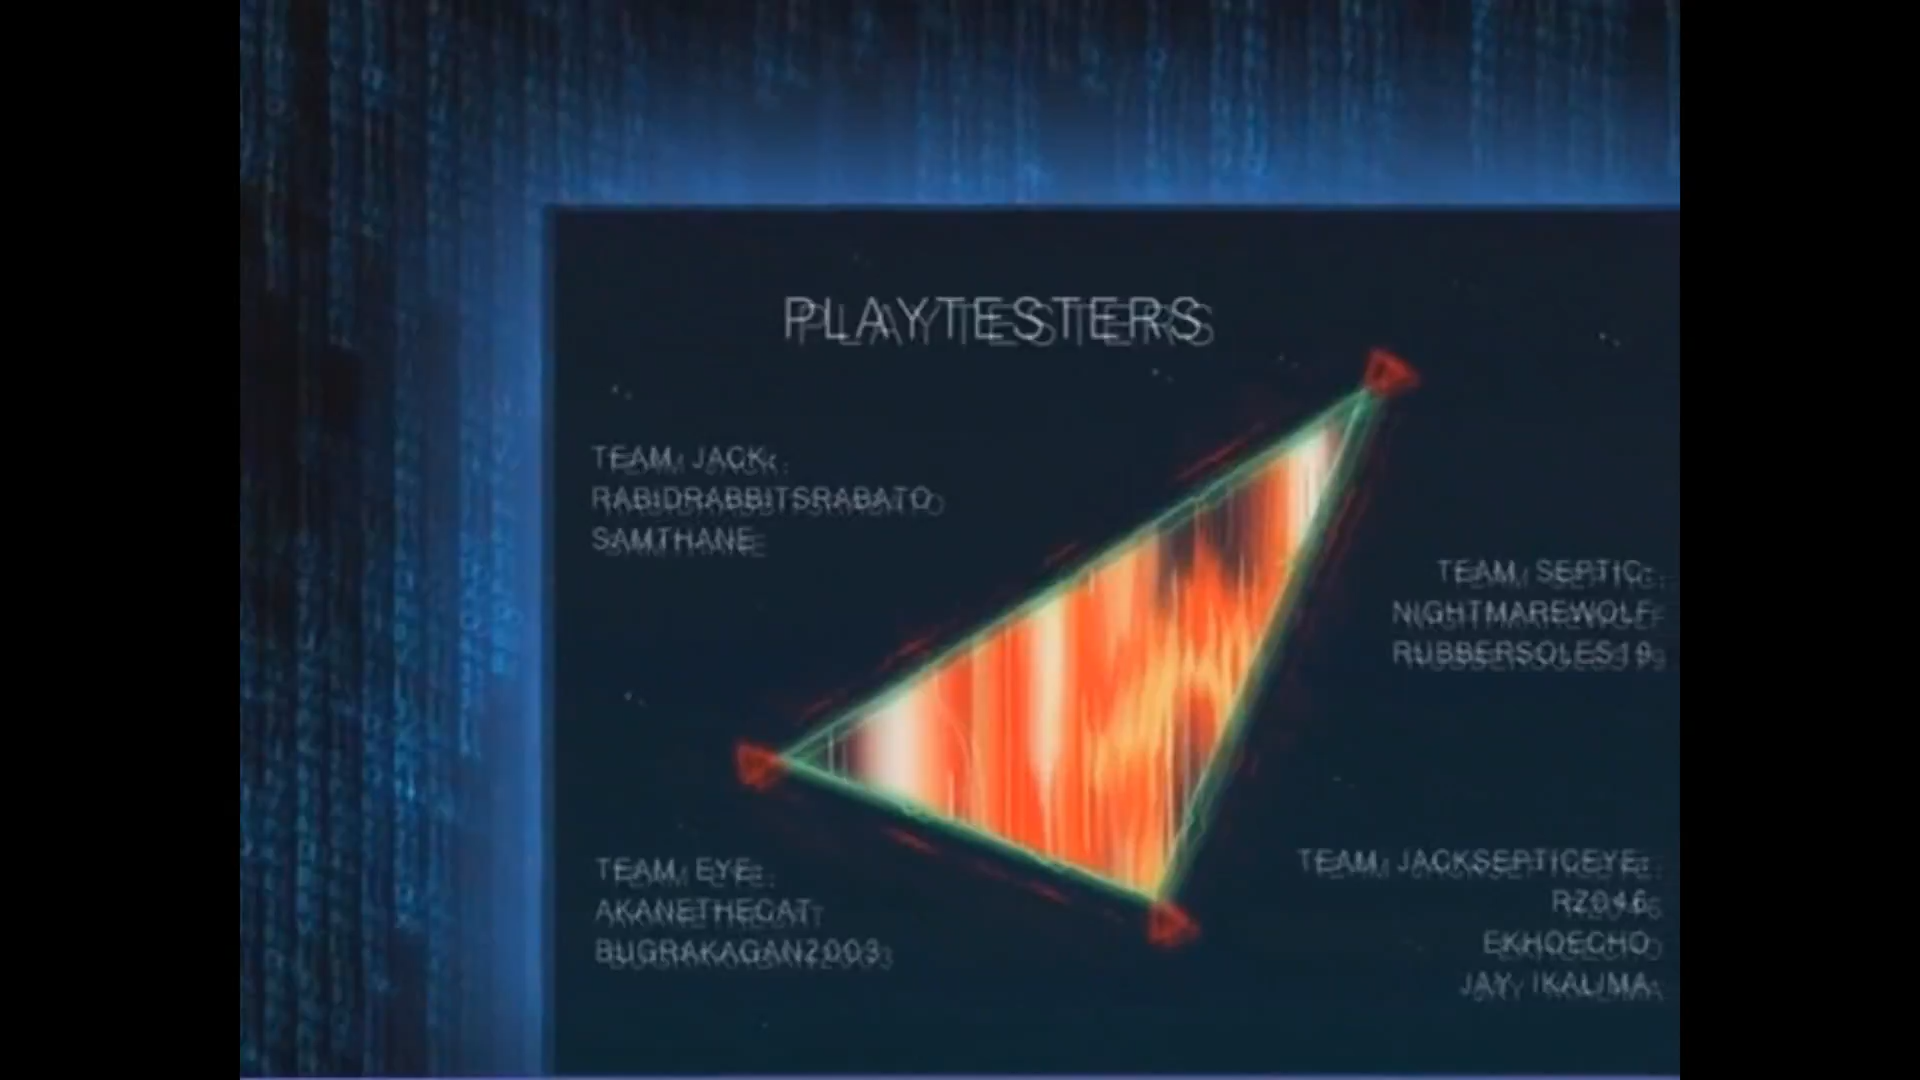 PLAYTESTERS
TEAM JACK:
RABIDRABBITSRABATO
SAMTHANE
TEAM SEPTIC:
NIGHTMAREWOLF
RUBBERSOLES19
TEAM EYE:
AKANETHECAT
BUGRAKAGAN2003
TEAM JACKSEPTICEYE:
RZ046
EKHOECHO
JAY IKALIMA